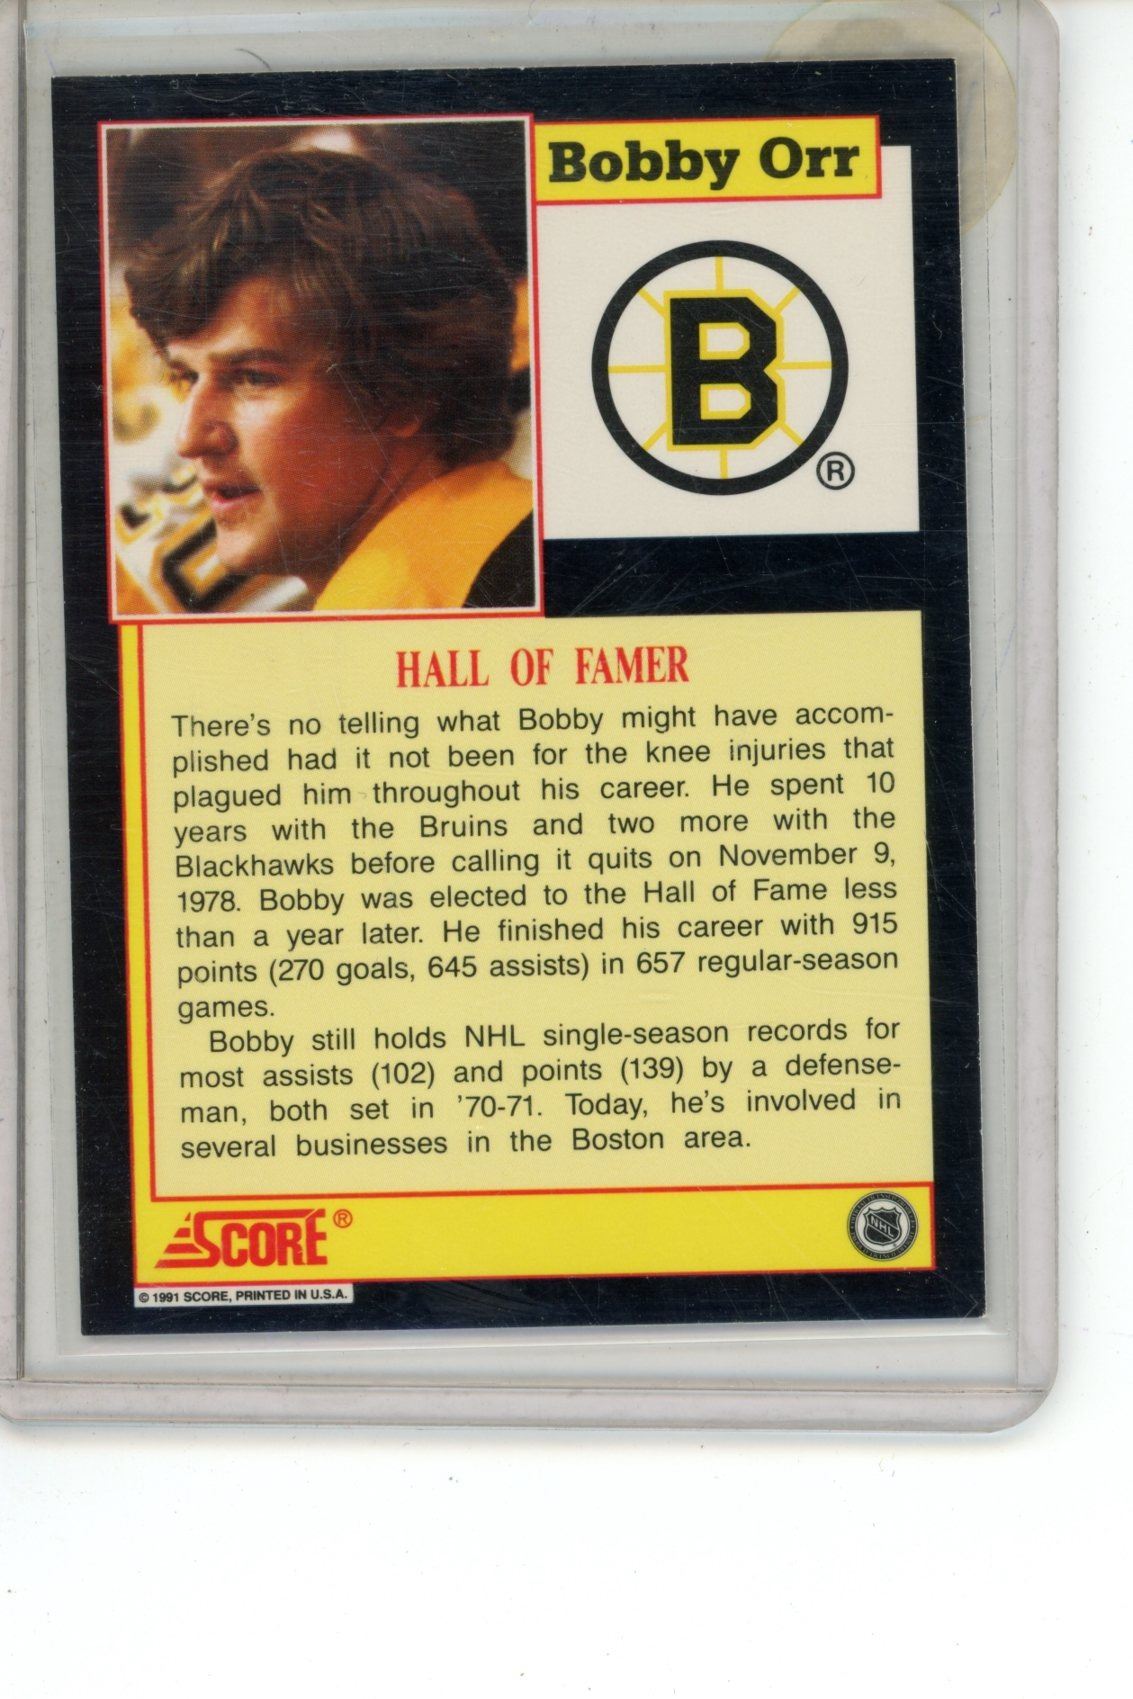 Bobby Orr
B
®
HALL OF FAMER
There's no telling what Bobby might have accom-
plished had it not been for the knee injuries that
plagued him throughout his career. He spent 10
years with the Bruins and two more with the
Blackhawks before calling it quits on November 9,
1978. Bobby was elected to the Hall of Fame less
than a year later. He finished his career with 915
points (270 goals, 645 assists) in 657 regular-season
games.
Bobby still holds NHL single-season records for
most assists (102) and points (139) by a defense-
man, both set in '70-71. Today, he's involved in
several businesses in the Boston area.
SCORE®
NHL
© 1991 SCORE, PRINTED IN U.S.A.